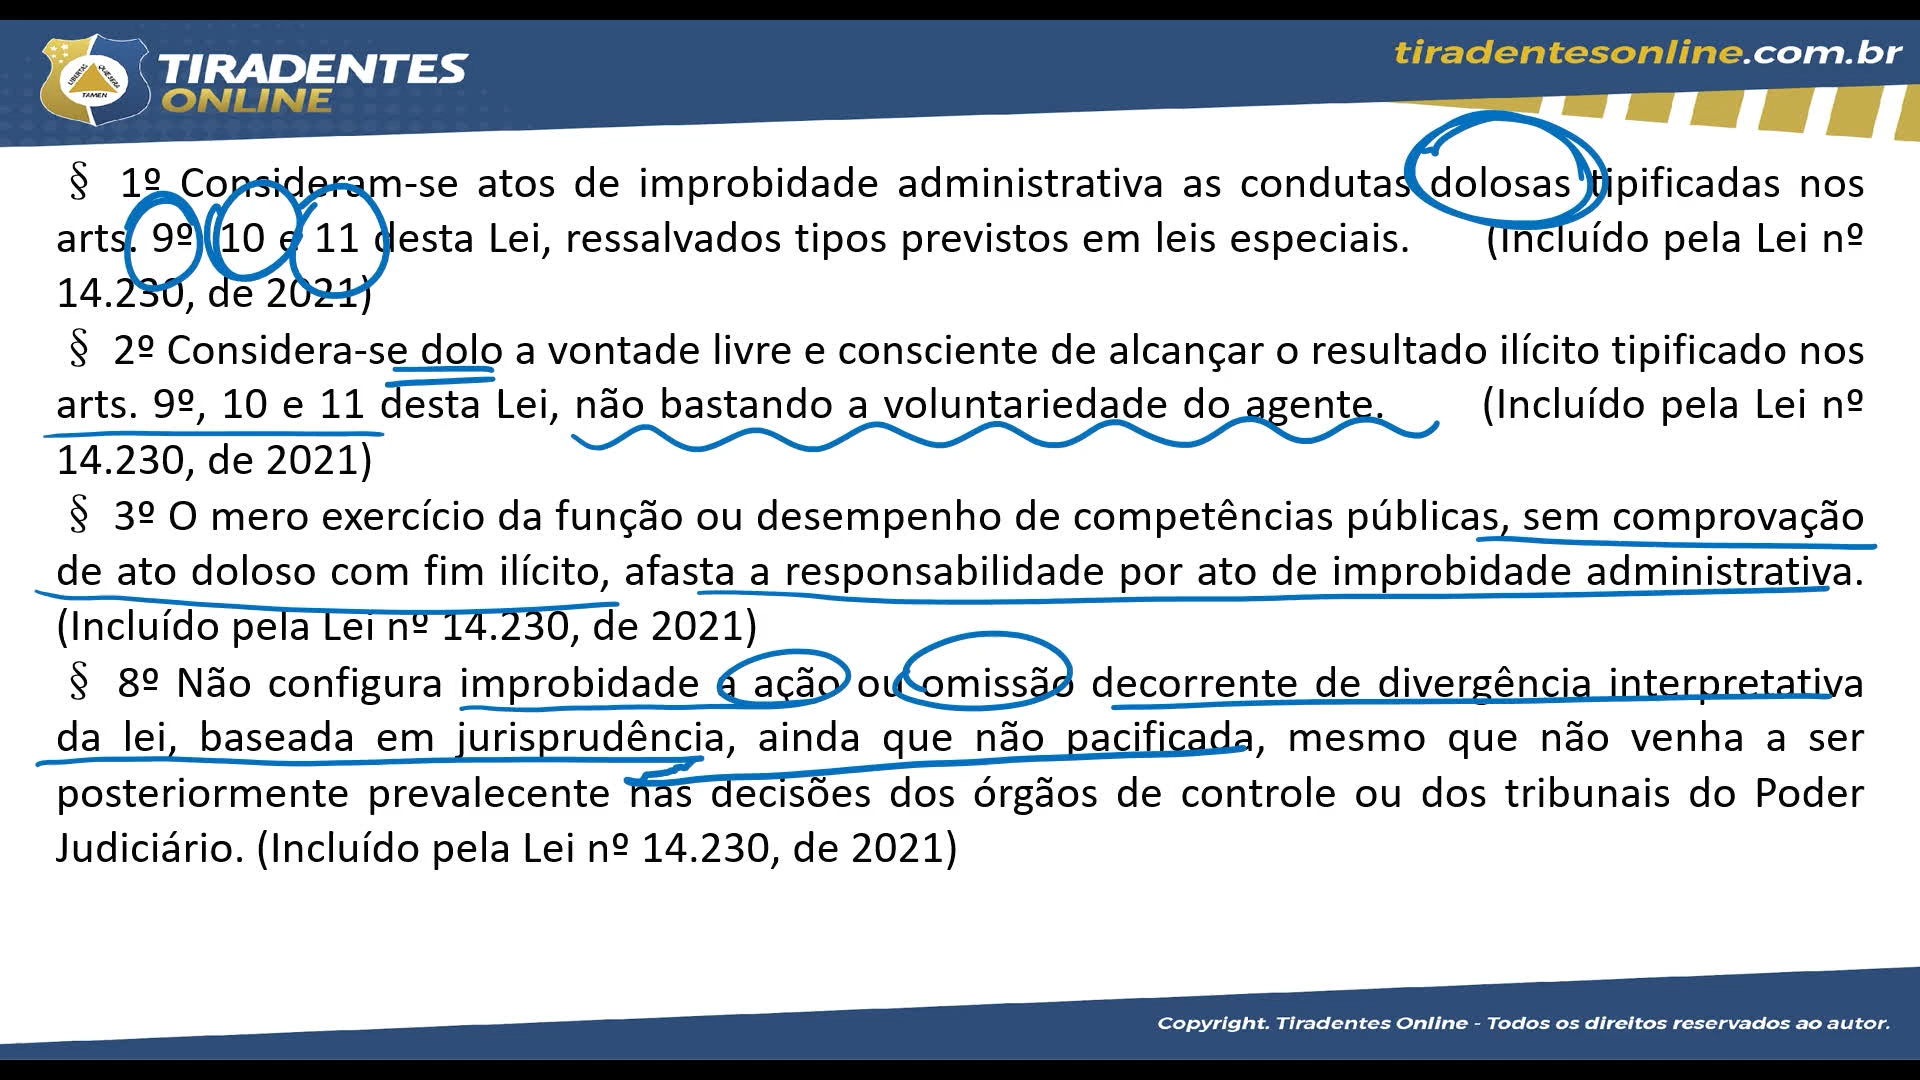 TIRADENTES
ONLINE
LIBERTAS
TAMEN
tiradentesonline.com.br
§ 1º Consideram-se atos de improbidade administrativa as condutas dolosas tipificadas nos
arts. 9º, 10 e 11 desta Lei, ressalvados tipos previstos em leis especiais. (Incluído pela Lei nº
14.230, de 2021)
§ 2º Considera-se dolo a vontade livre e consciente de alcançar o resultado ilícito tipificado nos
arts. 9º, 10 e 11 desta Lei, não bastando a voluntariedade do agente. (Incluído pela Lei nº
14.230, de 2021)
§ 3º O mero exercício da função ou desempenho de competências públicas, sem comprovação
de ato doloso com fim ilícito, afasta a responsabilidade por ato de improbidade administrativa.
(Incluído pela Lei nº 14.230, de 2021)
§ 8º Não configura improbidade a ação ou omissão decorrente de divergência interpretativa
da lei, baseada em jurisprudência, ainda que não pacificada, mesmo que não venha a ser
posteriormente prevalecente nas decisões dos órgãos de controle ou dos tribunais do Poder
Judiciário. (Incluído pela Lei nº 14.230, de 2021)
Copyright. Tiradentes Online - Todos os direitos reservados ao autor.